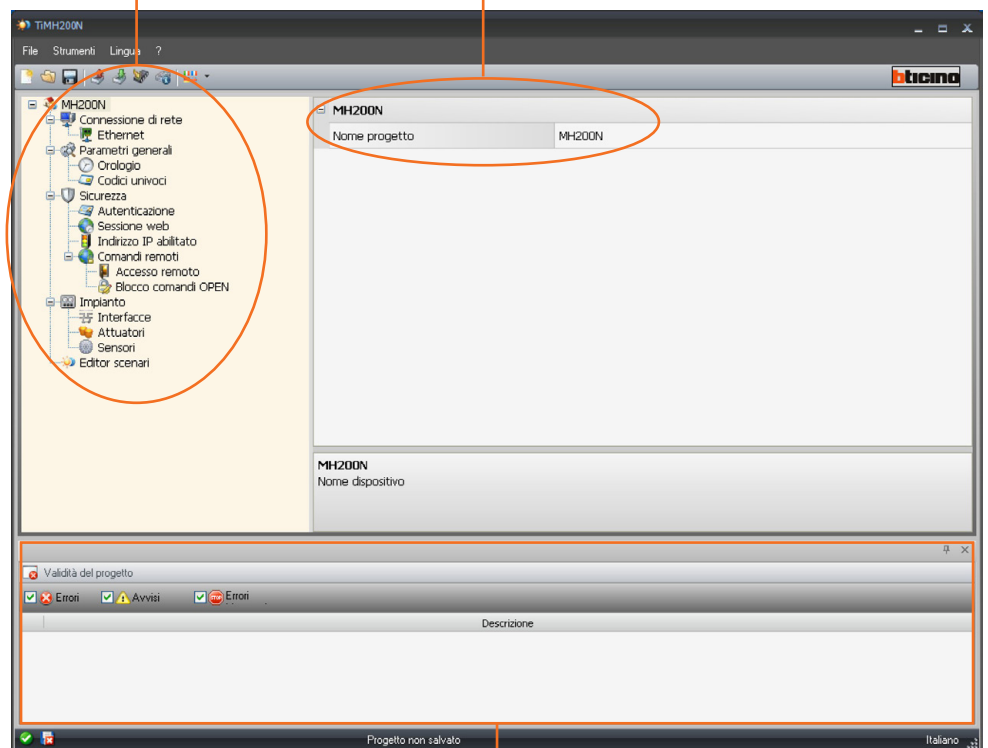 TiMH200N
File Strumenti Lingua ?
bticino
MH200N
Connessione di rete
Ethernet
Parametri generali
Orologio
Codici univoci
Sicurezza
Autenticazione
Sessione web
Indirizzo IP abilitato
Comandi remoti
Accesso remoto
Blocco comandi OPEN
Impianto
Interfacce
Attuatori
Sensori
Editor scenari
MH200N
Nome progetto MH200N
MH200N
Nome dispositivo
Validità del progetto
Errori Avvisi Errori
Descrizione
Progetto non salvato Italiano